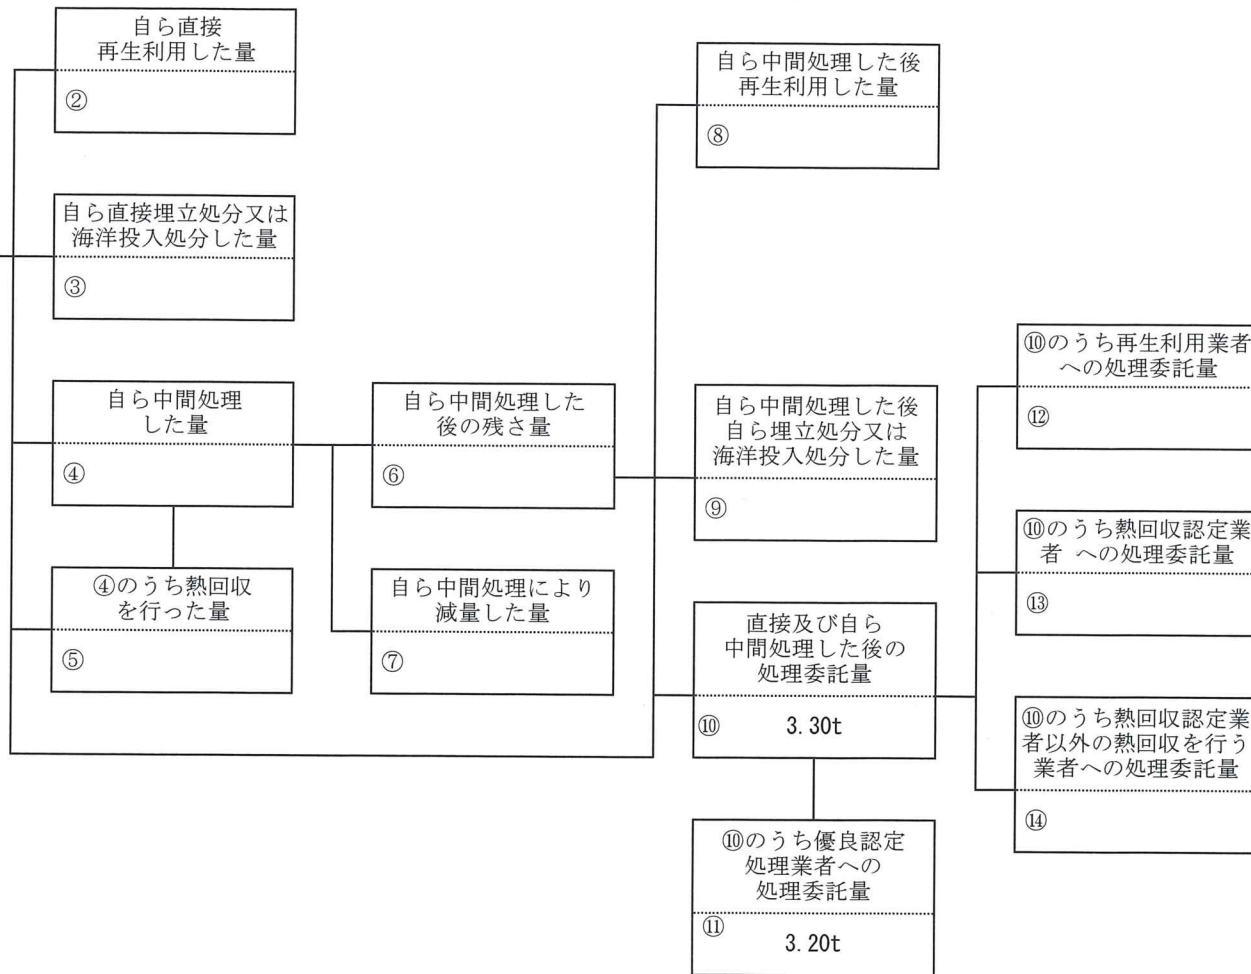 自ら直接
再生利用した量
②
自ら直接埋立処分又は
海洋投入処分した量
③
自ら中間処理
した量
④
④のうち熱回収
を行った量
⑤
自ら中間処理した
後の残さ量
⑥
自ら中間処理により
減量した量
⑦
自ら中間処理した後
再生利用した量
⑧
自ら中間処理した後
自ら埋立処分又は
海洋投入処分した量
⑨
直接及び自ら
中間処理した後の
処理委託量
⑩ 3.30t
⑩のうち優良認定
処理業者への
処理委託量
⑪ 3.20t
⑩のうち再生利用業者
への処理委託量
⑫
⑩のうち熱回収認定業
者 への処理委託量
⑬
⑩のうち熱回収認定業
者以外の熱回収を行う
業者への処理委託量
⑭